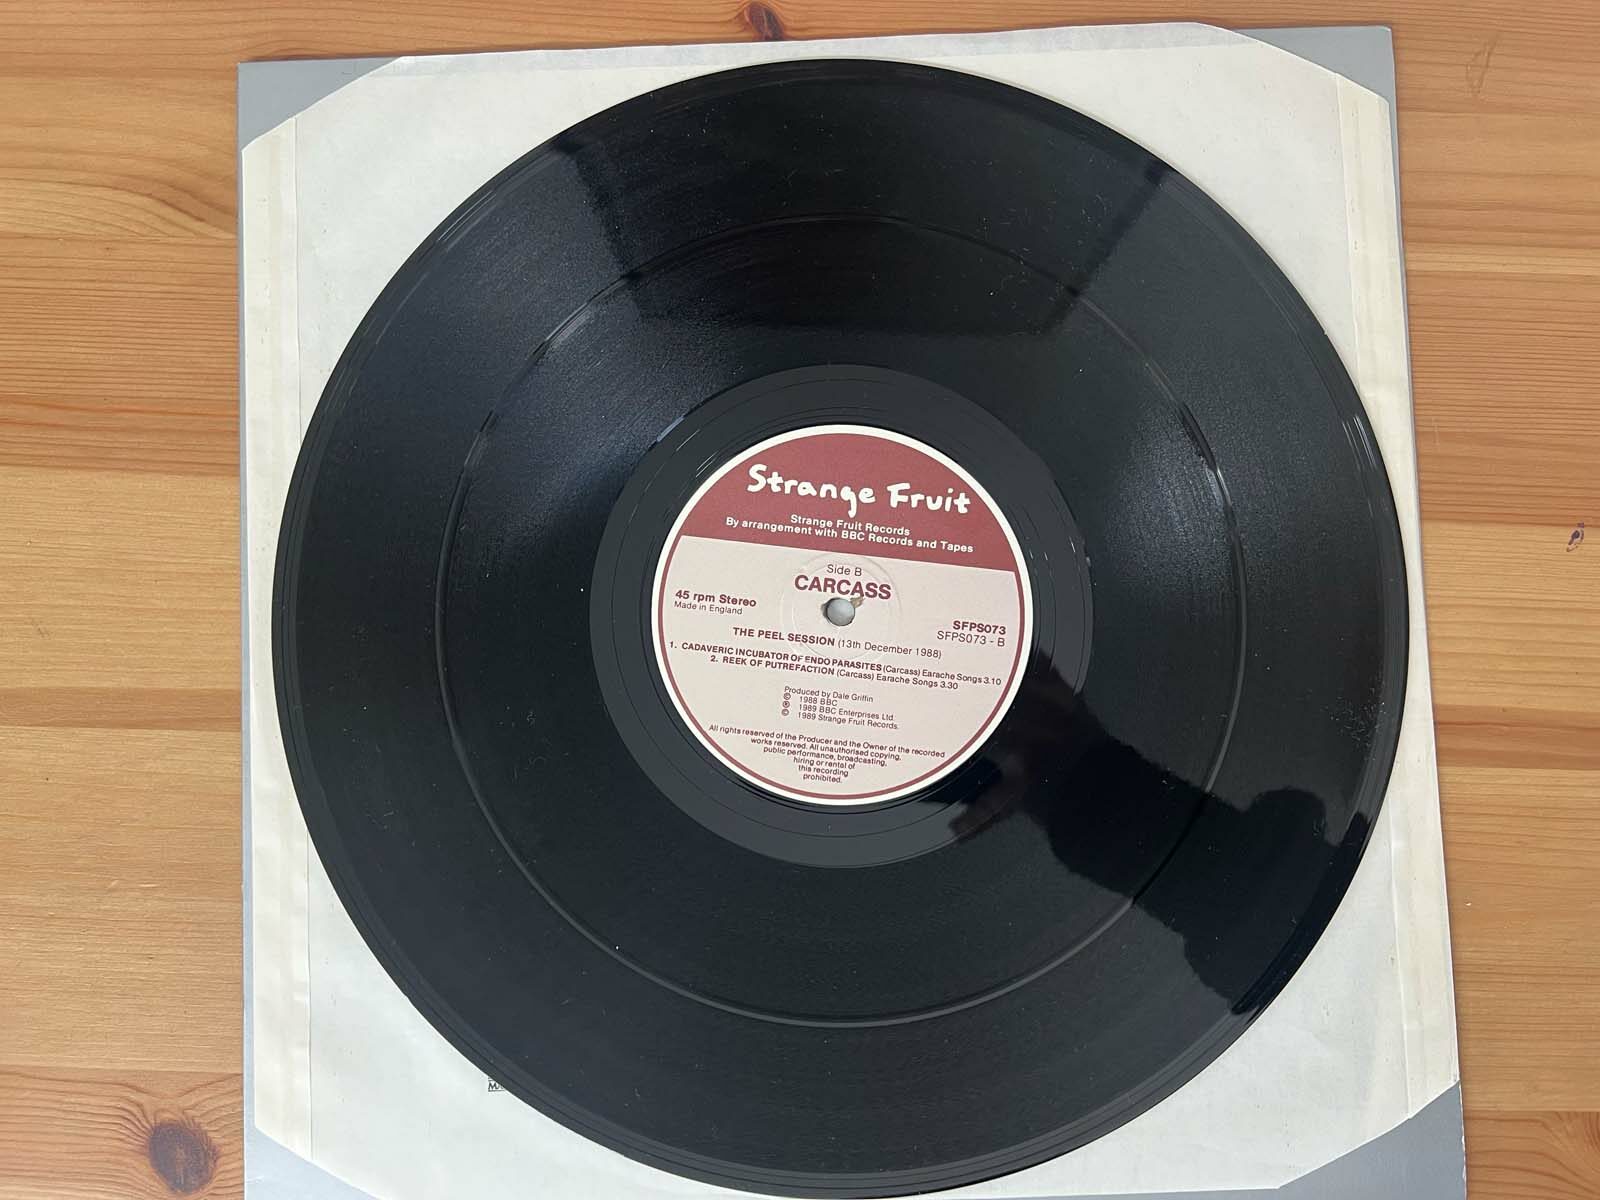 Strange Fruit
Strange Fruit Records
By arrangement with BBC Records and Tapes
Side B
CARCASS
45 rpm Stereo
Made in England
SFPS073
SFPS073 - B
THE PEEL SESSION (13th December 1988)
1. CADAVERIC INCUBATOR OF ENDO PARASITES (Carcass) Earache Songs 3.10
2. REEK OF PUTREFACTION (Carcass) Earache Songs 3.30
Produced by Dale Griffin
© 1988 BBC
℗ 1989 BBC Enterprises Ltd.
© 1989 Strange Fruit Records.
All rights reserved of the Producer and the Owner of the recorded
works reserved. All unauthorised copying,
public performance, broadcasting,
hiring or rental of
this recording
prohibited.